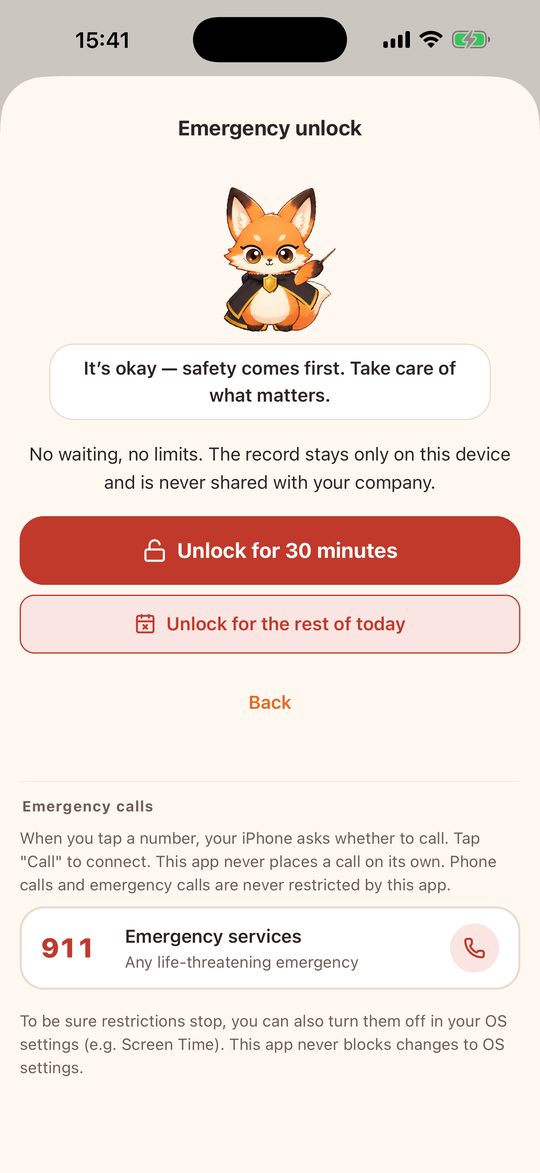 15:41
Emergency unlock
It’s okay — safety comes first. Take care of
what matters.
No waiting, no limits. The record stays only on this device
and is never shared with your company.
Unlock for 30 minutes
Unlock for the rest of today
Back
Emergency calls
When you tap a number, your iPhone asks whether to call. Tap
"Call" to connect. This app never places a call on its own. Phone
calls and emergency calls are never restricted by this app.
911
Emergency services
Any life-threatening emergency
To be sure restrictions stop, you can also turn them off in your OS
settings (e.g. Screen Time). This app never blocks changes to OS
settings.